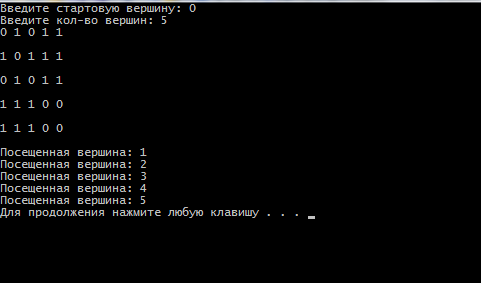 Введите стартовую вершину: 0
Введите кол-во вершин: 5
0 1 0 1 1
1 0 1 1 1
0 1 0 1 1
1 1 1 0 0
1 1 1 0 0
Посещенная вершина: 1
Посещенная вершина: 2
Посещенная вершина: 3
Посещенная вершина: 4
Посещенная вершина: 5
Для продолжения нажмите любую клавишу . . . _